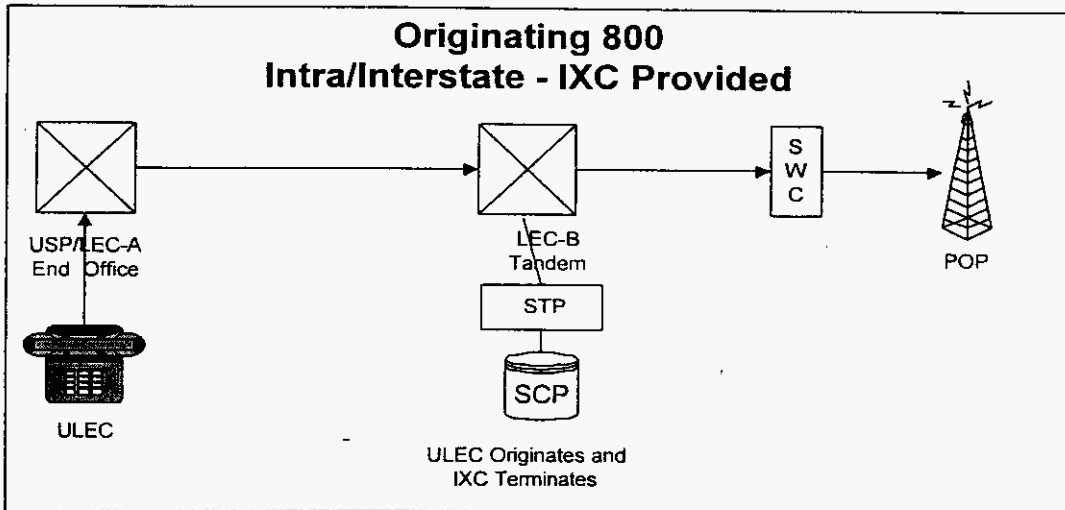 Originating 800
Intra/Interstate - IXC Provided
S
W
C
USP/LEC-A
End Office
LEC-B
Tandem
POP
STP
SCP
ULEC
ULEC Originates and
IXC Terminates